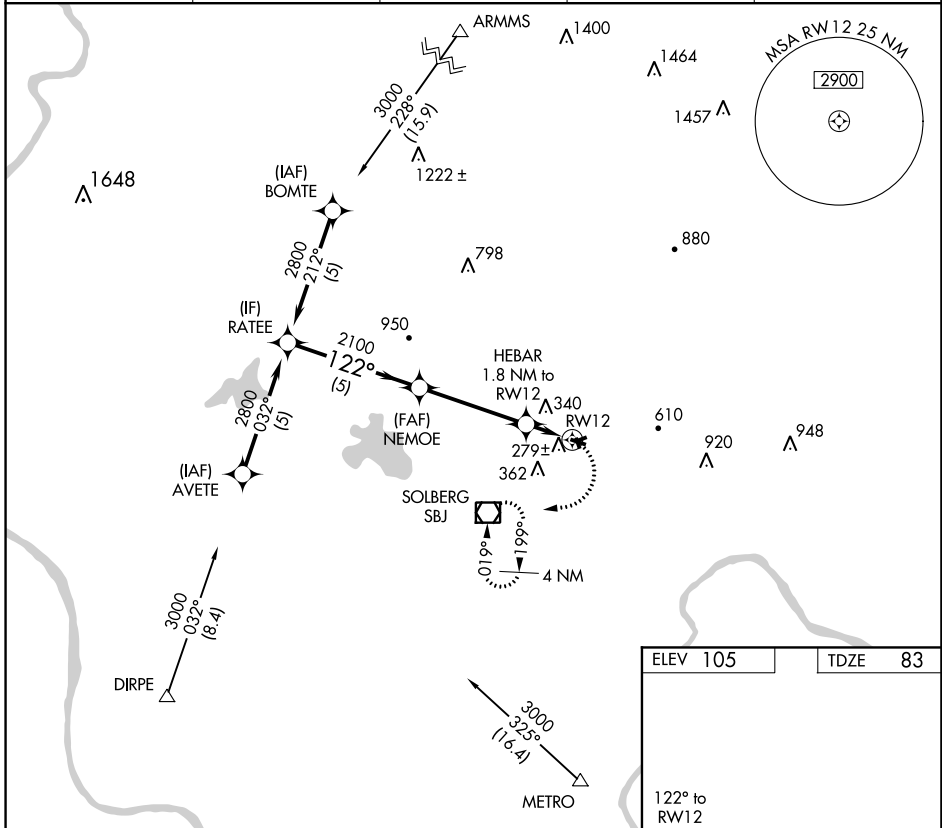 ARMMS
1400
1464
MSA RW12 25 NM
2900
1457
3000
228°
(15.9)
1222 ±
1648
(IAF)
BOMTE
2800
212°
(5)
798
880
(IF)
RATEE
950
2100
122°
(5)
HEBAR
1.8 NM to
RW12
340
RW12
610
(FAF)
NEMOE
279±
362
920
948
2800
032°
(5)
(IAF)
AVETE
SOLBERG
SBJ
019°
199°
4 NM
3000
032°
(8.4)
DIRPE
3000
325°
(16.4)
METRO
ELEV 105
TDZE 83
122° to
RW12